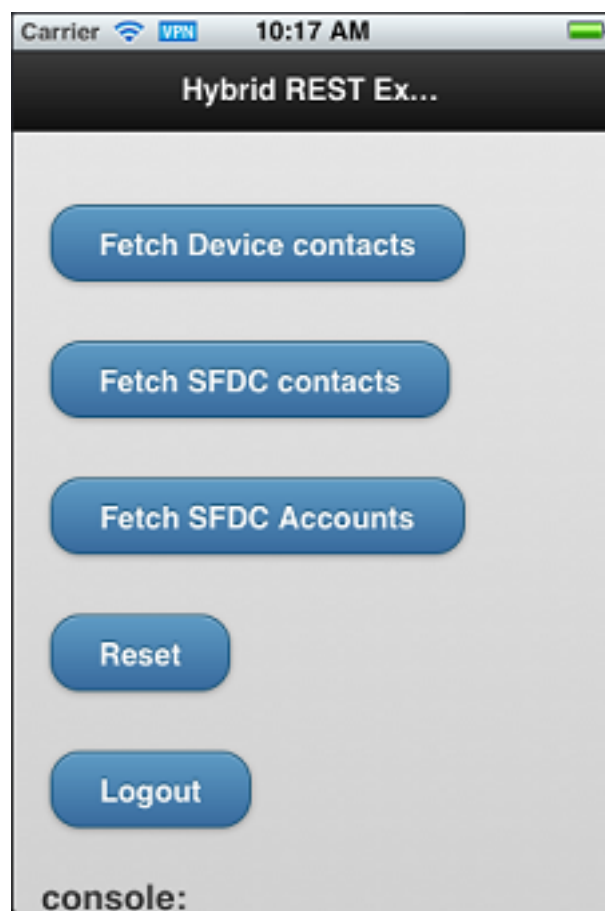 Carrier VPN 10:17 AM
Hybrid REST Ex...
Fetch Device contacts
Fetch SFDC contacts
Fetch SFDC Accounts
Reset
Logout
console: